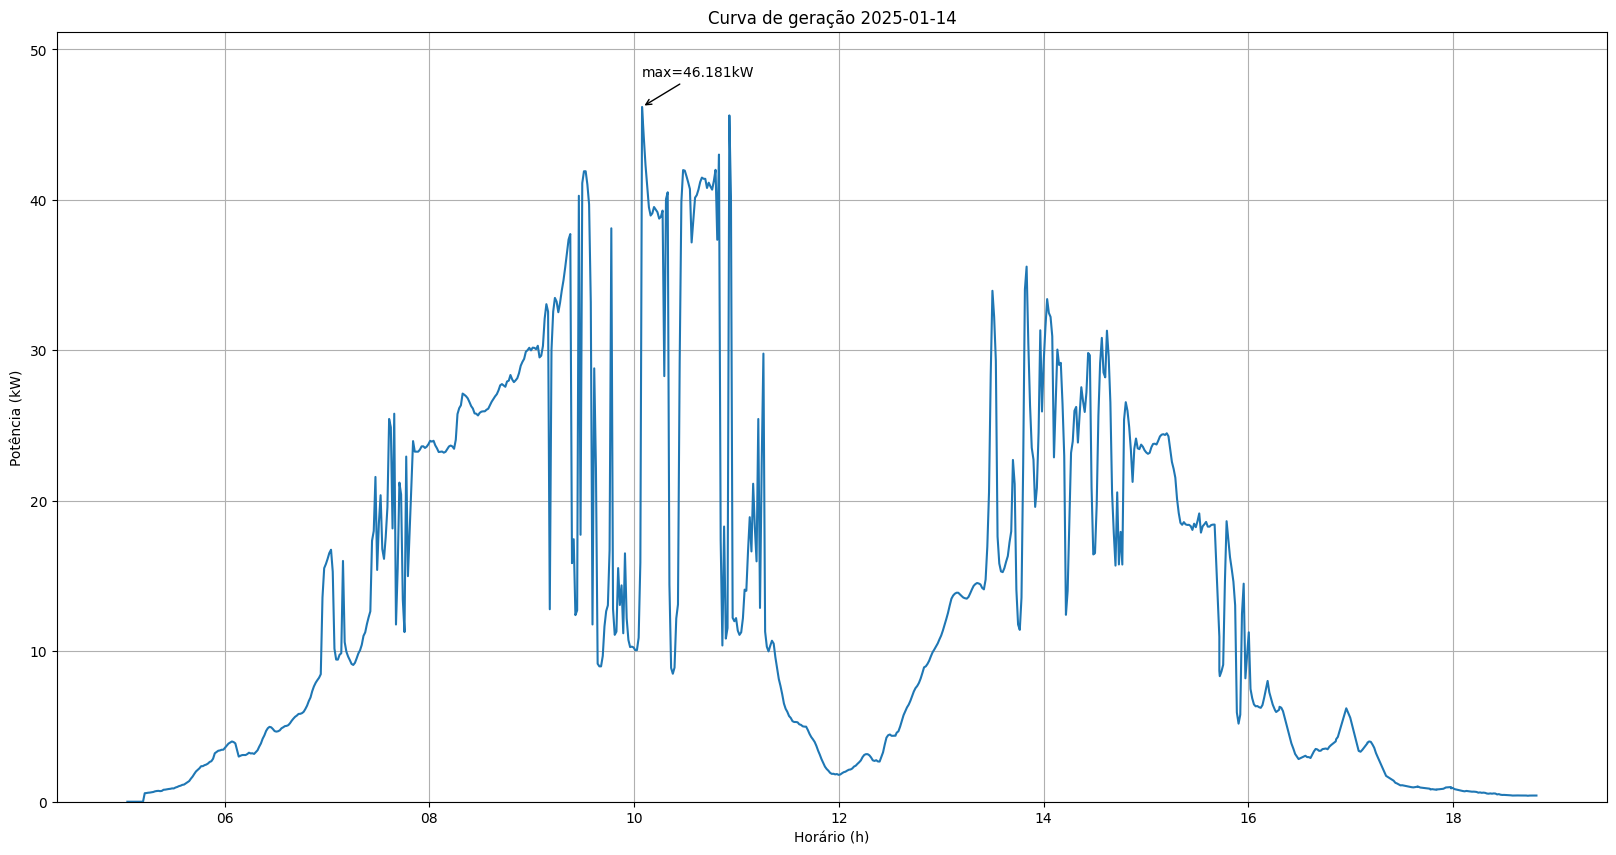 Curva de geração 2025-01-14
50
max=46.181kW
40
30
Potência (kW)
20
10
0
06 08 10 12 14 16 18
Horário (h)